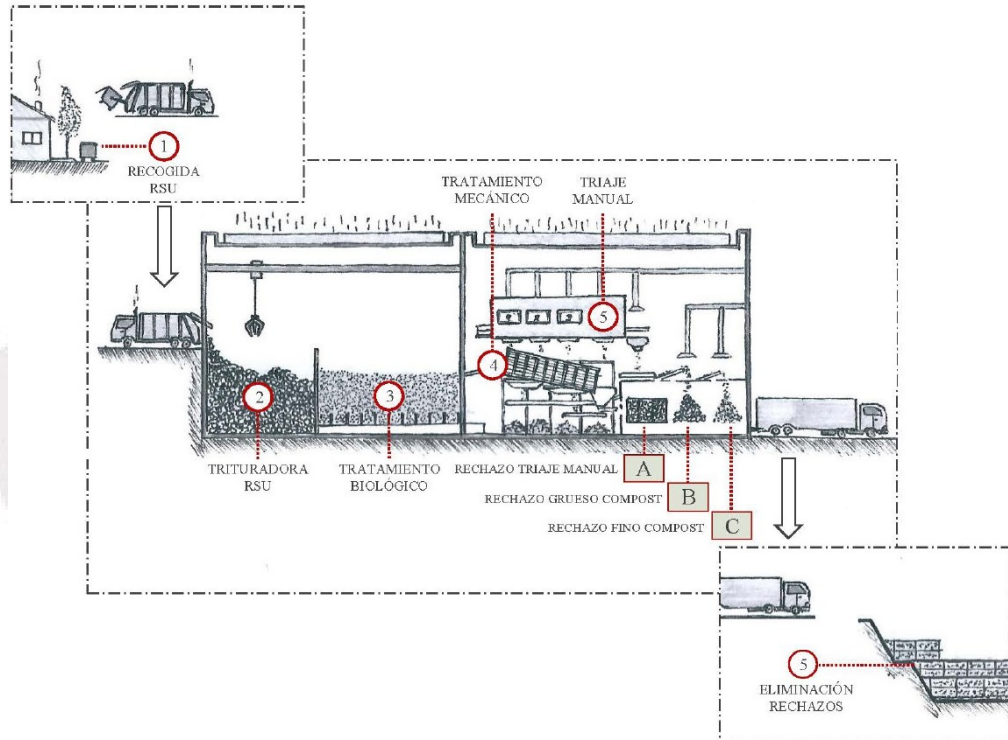 1
RECOGIDA
RSU
TRATAMIENTO
MECÁNICO
TRIAJE
MANUAL
5
4
2
3
TRITURADORA
RSU
TRATAMIENTO
BIOLÓGICO
RECHAZO TRIAJE MANUAL A
RECHAZO GRUESO COMPOST B
RECHAZO FINO COMPOST C
5
ELIMINACIÓN
RECHAZOS